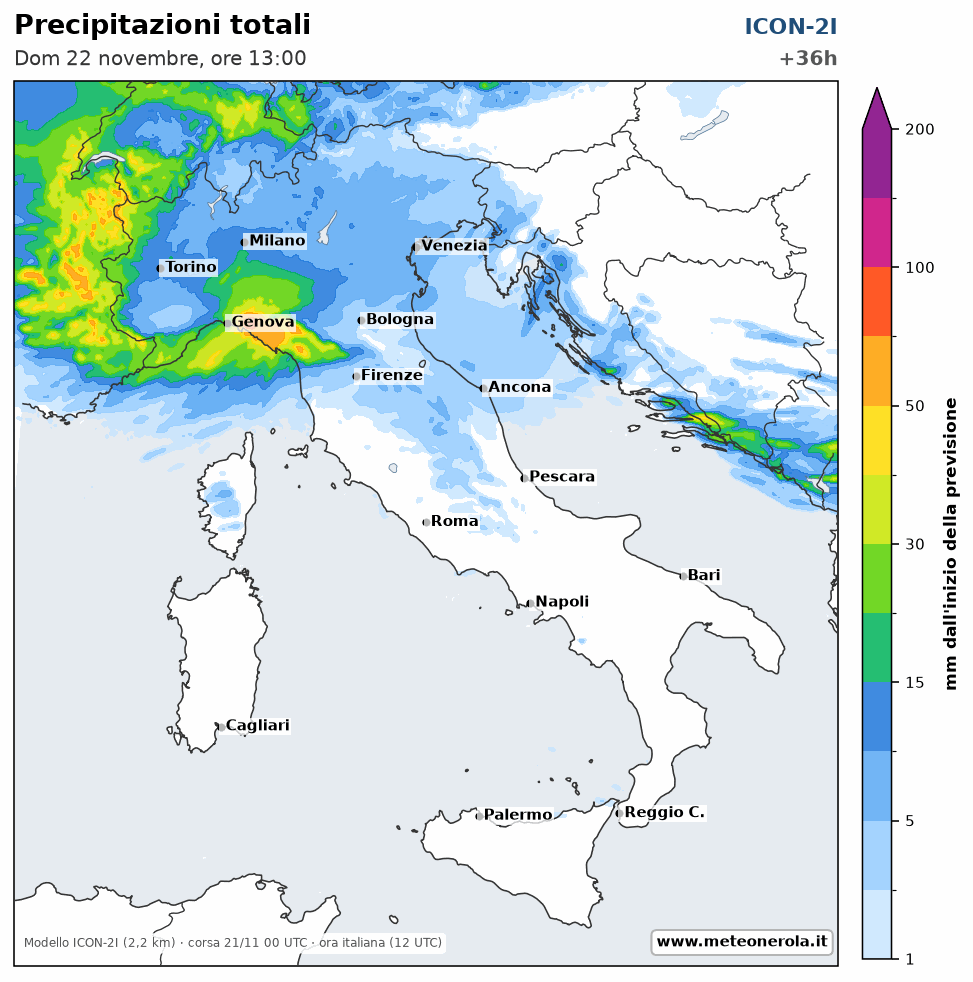 Precipitazioni totali
ICON-2I
Dom 22 novembre, ore 13:00
+36h
200
100
50
30
15
5
1
mm dall'inizio della previsione
Milano
Venezia
Torino
Genova
Bologna
Firenze
Ancona
Pescara
Roma
Bari
Napoli
Cagliari
Palermo
Reggio C.
Modello ICON-2I (2,2 km) · corsa 21/11 00 UTC · ora italiana (12 UTC)
www.meteonerola.it